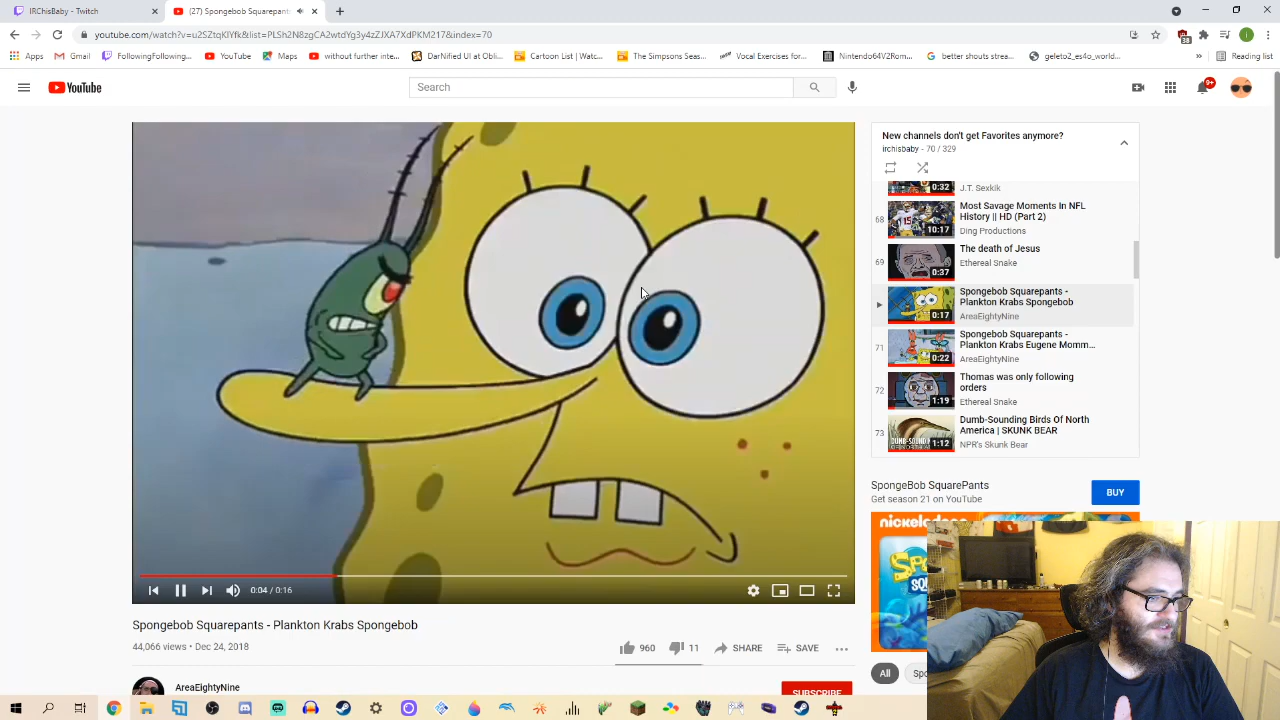 IRChisBaby - Twitch
(27) Spongebob Squarepant
youtube.com/watch?v=u2SZtqKIYfk&list=PLSh2N8zgCA2wtdYg3y4zZJXA7XdPKM217&index=70
Apps
Gmail
FollowingFollowing...
YouTube
Maps
without further inte...
DarNified UI at Obli...
Cartoon List | Watc...
The Simpsons Seas...
Vocal Exercises for...
Nintendo64V2Rom...
better shouts strea...
geleto2_es4o_world...
»
Reading list
38
YouTube
Search
9+
New channels don't get Favorites anymore?
irchisbaby - 70 / 329
0:32
J.T. Sexkik
68
10:17
Most Savage Moments In NFL
History || HD (Part 2)
Ding Productions
69
0:37
The death of Jesus
Ethereal Snake
0:17
Spongebob Squarepants -
Plankton Krabs Spongebob
AreaEightyNine
71
0:22
Spongebob Squarepants -
Plankton Krabs Eugene Momm...
AreaEightyNine
72
1:19
Thomas was only following
orders
Ethereal Snake
73
1:12
Dumb-Sounding Birds Of North
America | SKUNK BEAR
NPR's Skunk Bear
SpongeBob SquarePants
Get season 21 on YouTube
BUY
nickelodeon
All
0:04 / 0:16
Spongebob Squarepants - Plankton Krabs Spongebob
44,066 views • Dec 24, 2018
960
11
SHARE
SAVE
AreaEightyNine
SUBSCRIBE